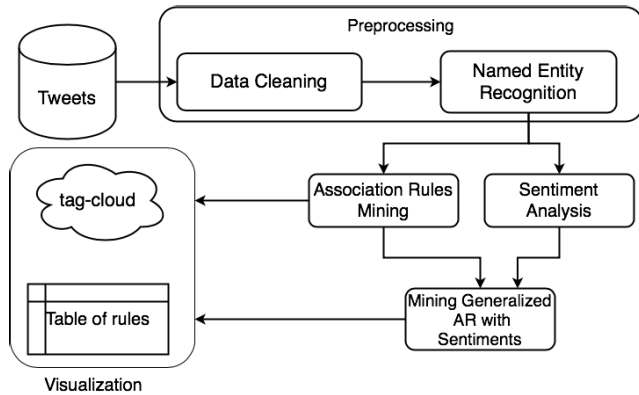 Preprocessing
Tweets
Data Cleaning
Named Entity
Recognition
tag-cloud
Association Rules
Mining
Sentiment
Analysis
Table of rules
Mining Generalized
AR with
Sentiments
Visualization